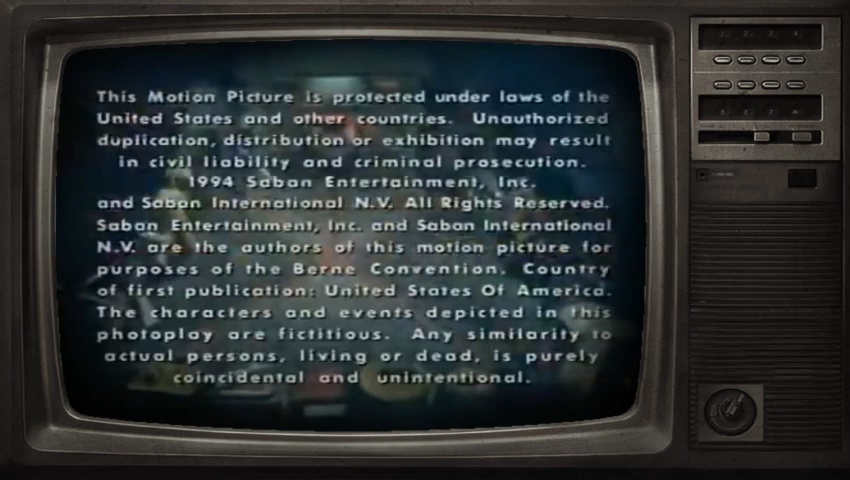 This Motion Picture is protected under laws of the
United States and other countries. Unauthorized
duplication, distribution or exhibition may result
in civil liability and criminal prosecution.
1994 Saban Entertainment, Inc.
and Saban International N.V. All Rights Reserved.
Saban Entertainment, Inc. and Saban International
N.V. are the authors of this motion picture for
purposes of the Berne Convention. Country
of first publication: United States Of America.
The characters and events depicted in this
photoplay are fictitious. Any similarity to
actual persons, living or dead, is purely
coincidental and unintentional.